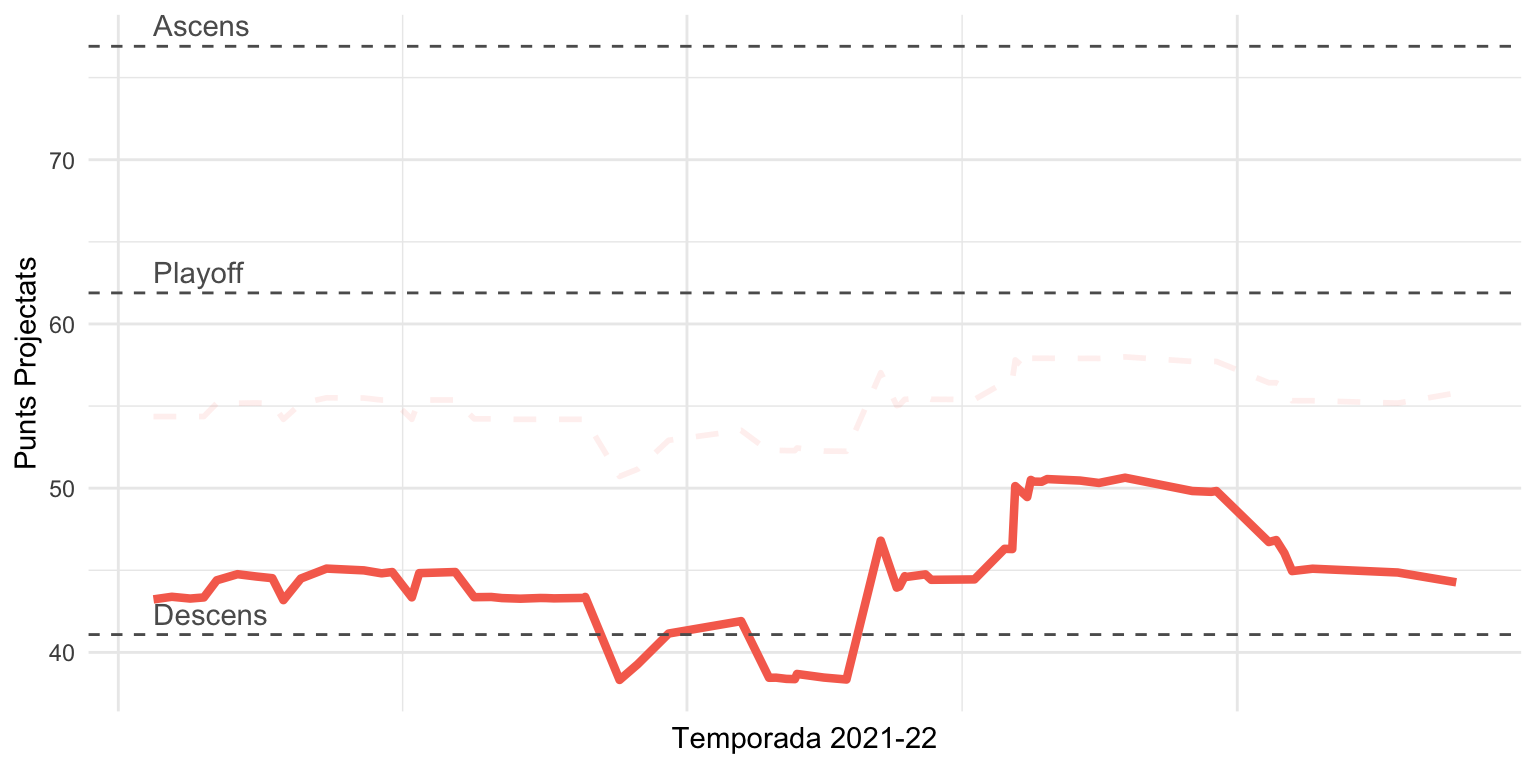 Ascens
70
Playoff
60
50
Descens
40
Punts Projectats
Temporada 2021-22